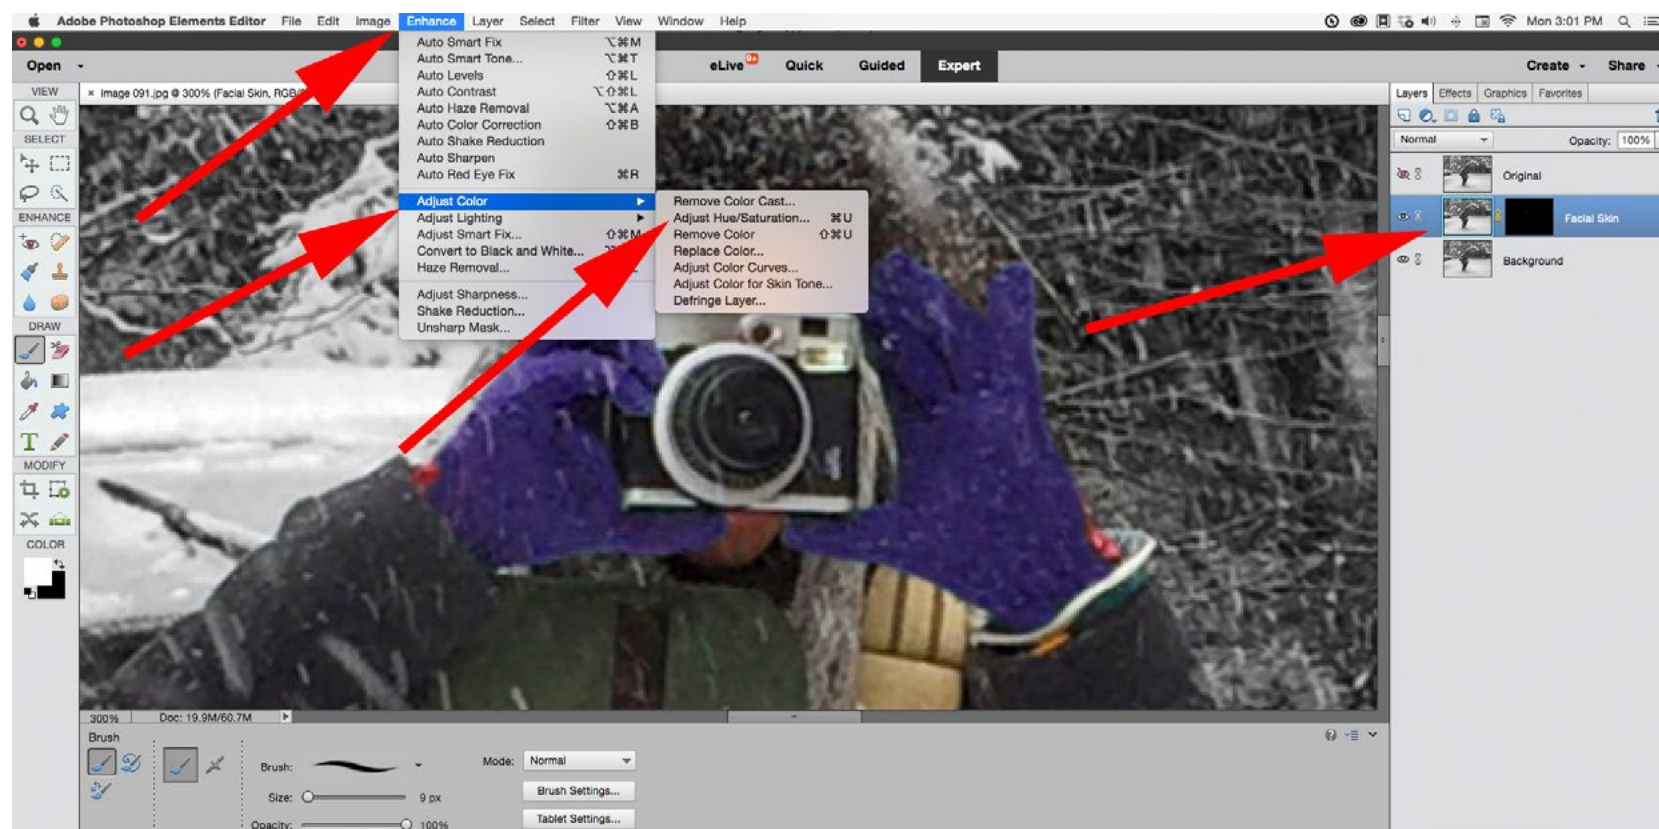 Adobe Photoshop Elements Editor File Edit Image Enhance Layer Select Filter View Window Help
Mon 3:01 PM
Open
eLive 9+ Quick Guided Expert
Create Share
VIEW
× Image 091.jpg @ 300% (Facial Skin, RGB/
SELECT
ENHANCE
DRAW
T
MODIFY
COLOR
Auto Smart Fix ⌥⌘M
Auto Smart Tone... ⌥⌘T
Auto Levels ⇧⌘L
Auto Contrast ⌥⇧⌘L
Auto Haze Removal ⌥⌘A
Auto Color Correction ⇧⌘B
Auto Shake Reduction
Auto Sharpen
Auto Red Eye Fix ⌘R
Adjust Color
Adjust Lighting
Adjust Smart Fix... ⇧⌘M
Convert to Black and White...
Haze Removal...
Adjust Sharpness...
Shake Reduction...
Unsharp Mask...
Remove Color Cast...
Adjust Hue/Saturation... ⌘U
Remove Color ⇧⌘U
Replace Color...
Adjust Color Curves...
Adjust Color for Skin Tone...
Defringe Layer...
Layers Effects Graphics Favorites
Normal Opacity: 100%
Original
Facial Skin
Background
300% Doc: 19.9M/60.7M
Brush
Brush:
Size: 9 px
Opacity: 100%
Mode: Normal
Brush Settings...
Tablet Settings...